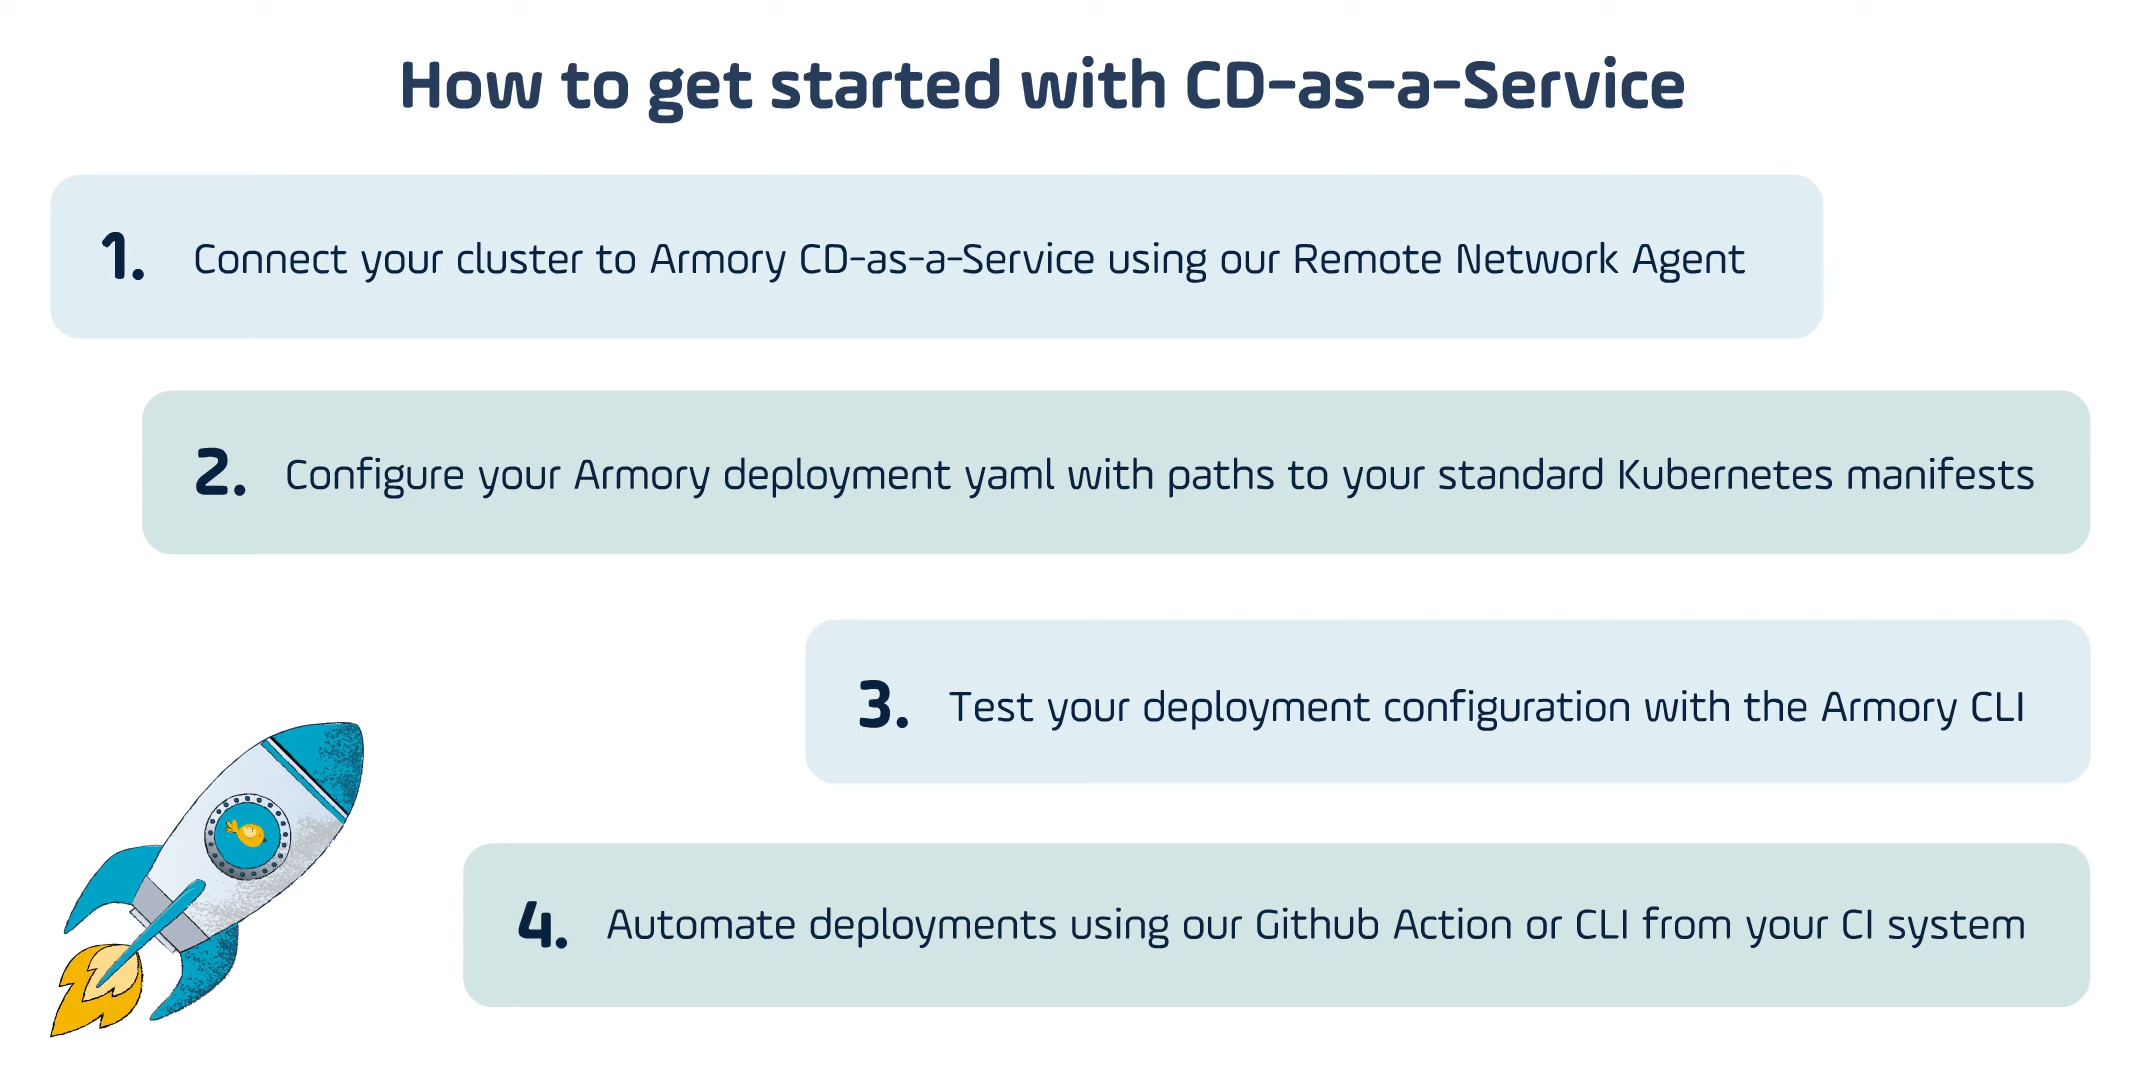 How to get started with CD-as-a-Service
1. Connect your cluster to Armory CD-as-a-Service using our Remote Network Agent
2. Configure your Armory deployment yaml with paths to your standard Kubernetes manifests
3. Test your deployment configuration with the Armory CLI
4. Automate deployments using our Github Action or CLI from your CI system